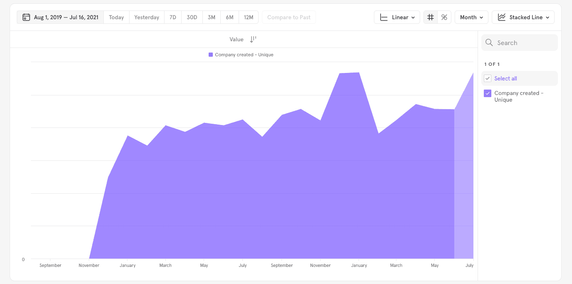 Aug 1, 2019 — Jul 16, 2021 Today Yesterday 7D 30D 3M 6M 12M Compare to Past Linear # % Month Stacked Line
Value
Company created - Unique
Search
1 OF 1
Select all
Company created -
Unique
0
September November January March May July September November January March May July